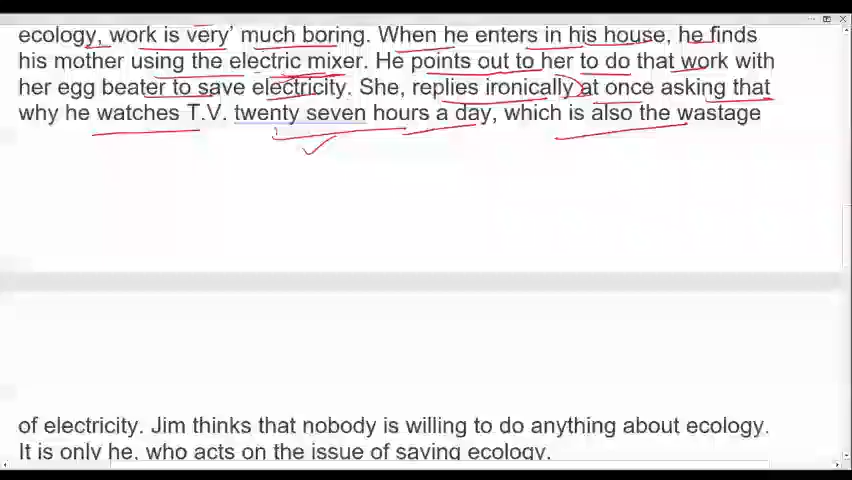 ecology, work is very' much boring. When he enters in his house, he finds
his mother using the electric mixer. He points out to her to do that work with
her egg beater to save electricity. She, replies ironically at once asking that
why he watches T.V. twenty seven hours a day, which is also the wastage
of electricity. Jim thinks that nobody is willing to do anything about ecology.
It is only he, who acts on the issue of saving ecology.